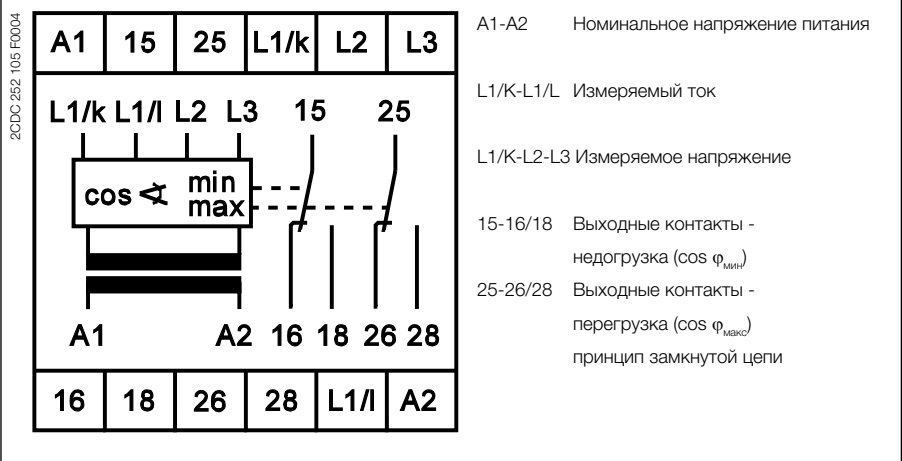 2CDC 252 105 F0004
A1 15 25 L1/k L2 L3
L1/k L1/l L2 L3 15 25
cos ∢ min
max
A1 A2 16 18 26 28
16 18 26 28 L1/l A2
A1-A2 Номинальное напряжение питания
L1/K-L1/L Измеряемый ток
L1/K-L2-L3 Измеряемое напряжение
15-16/18 Выходные контакты -
недогрузка (cos φмин)
25-26/28 Выходные контакты -
перегрузка (cos φмакс)
принцип замкнутой цепи